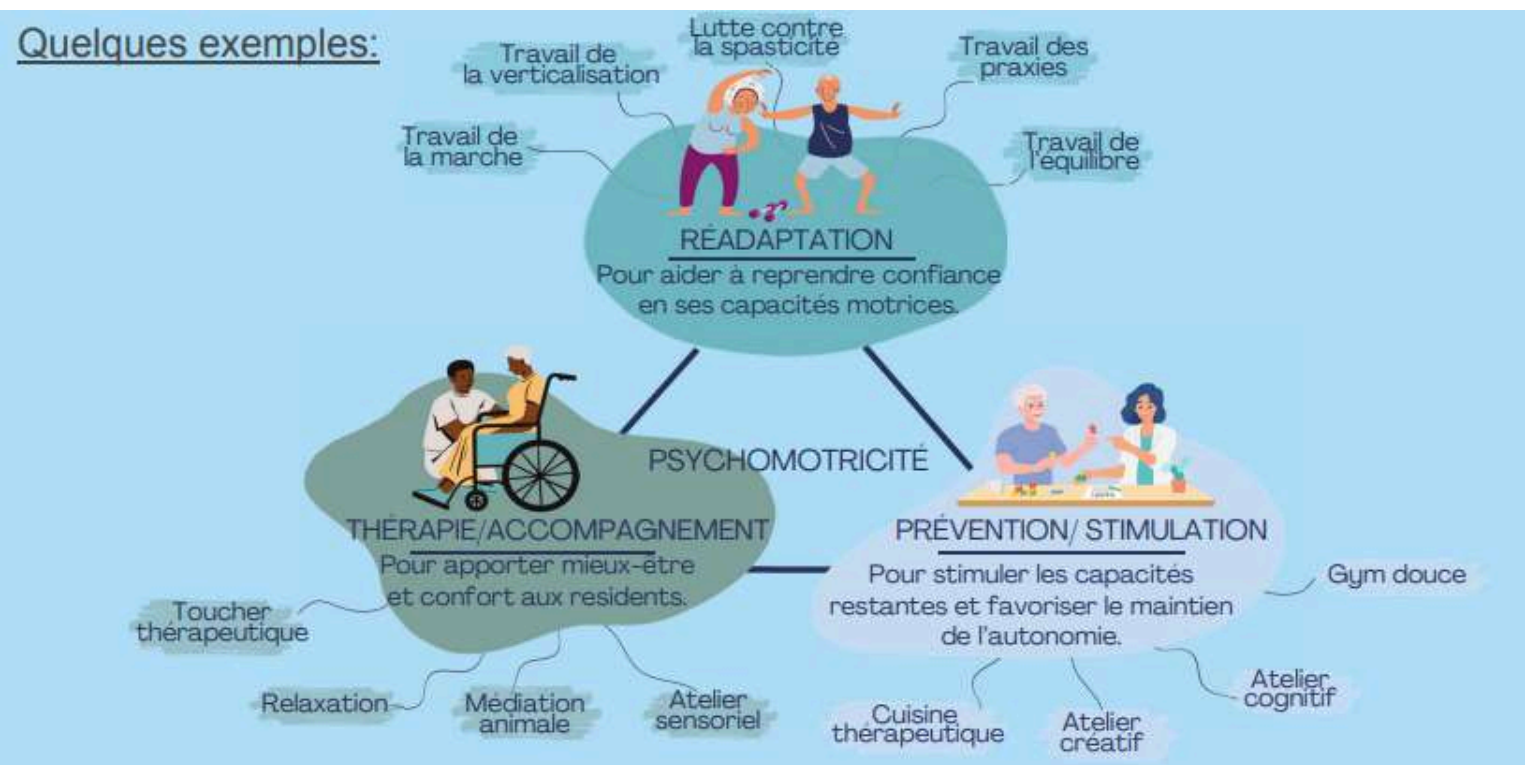 Quelques exemples:
Travail de
la verticalisation
Lutte contre
la spasticité
Travail des
praxies
Travail de
la marche
Travail de
l'équilibre
RÉADAPTATION
Pour aider à reprendre confiance
en ses capacités motrices.
PSYCHOMOTRICITÉ
THÉRAPIE/ACCOMPAGNEMENT
Pour apporter mieux-être
et confort aux residents.
Toucher
thérapeutique
Relaxation
Médiation
animale
Atelier
sensoriel
PRÉVENTION/ STIMULATION
Pour stimuler les capacités
restantes et favoriser le maintien
de l'autonomie.
Gym douce
Atelier
cognitif
Cuisine
thérapeutique
Atelier
créatif